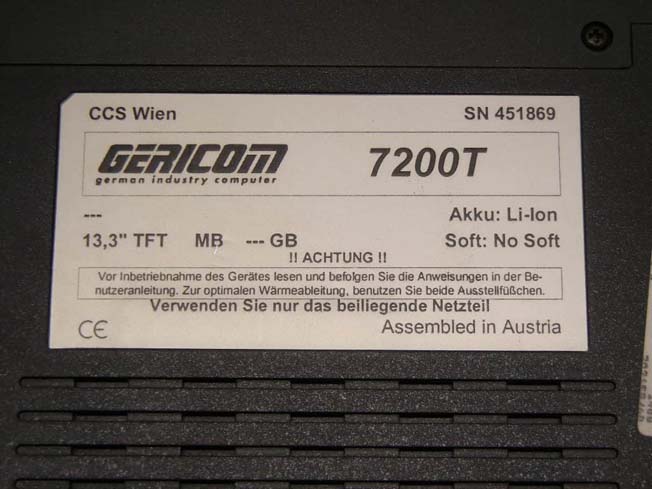 CCS Wien SN 451869
GERICOM 7200T
german industry computer
--- Akku: Li-Ion
13,3" TFT MB --- GB Soft: No Soft
!! ACHTUNG !!
Vor Inbetriebnahme des Gerätes lesen und befolgen Sie die Anweisungen in der Be-
nutzeranleitung. Zur optimalen Wärmeableitung, benutzen Sie beide Ausstellfüßchen.
Verwenden Sie nur das beiliegende Netzteil
CE Assembled in Austria